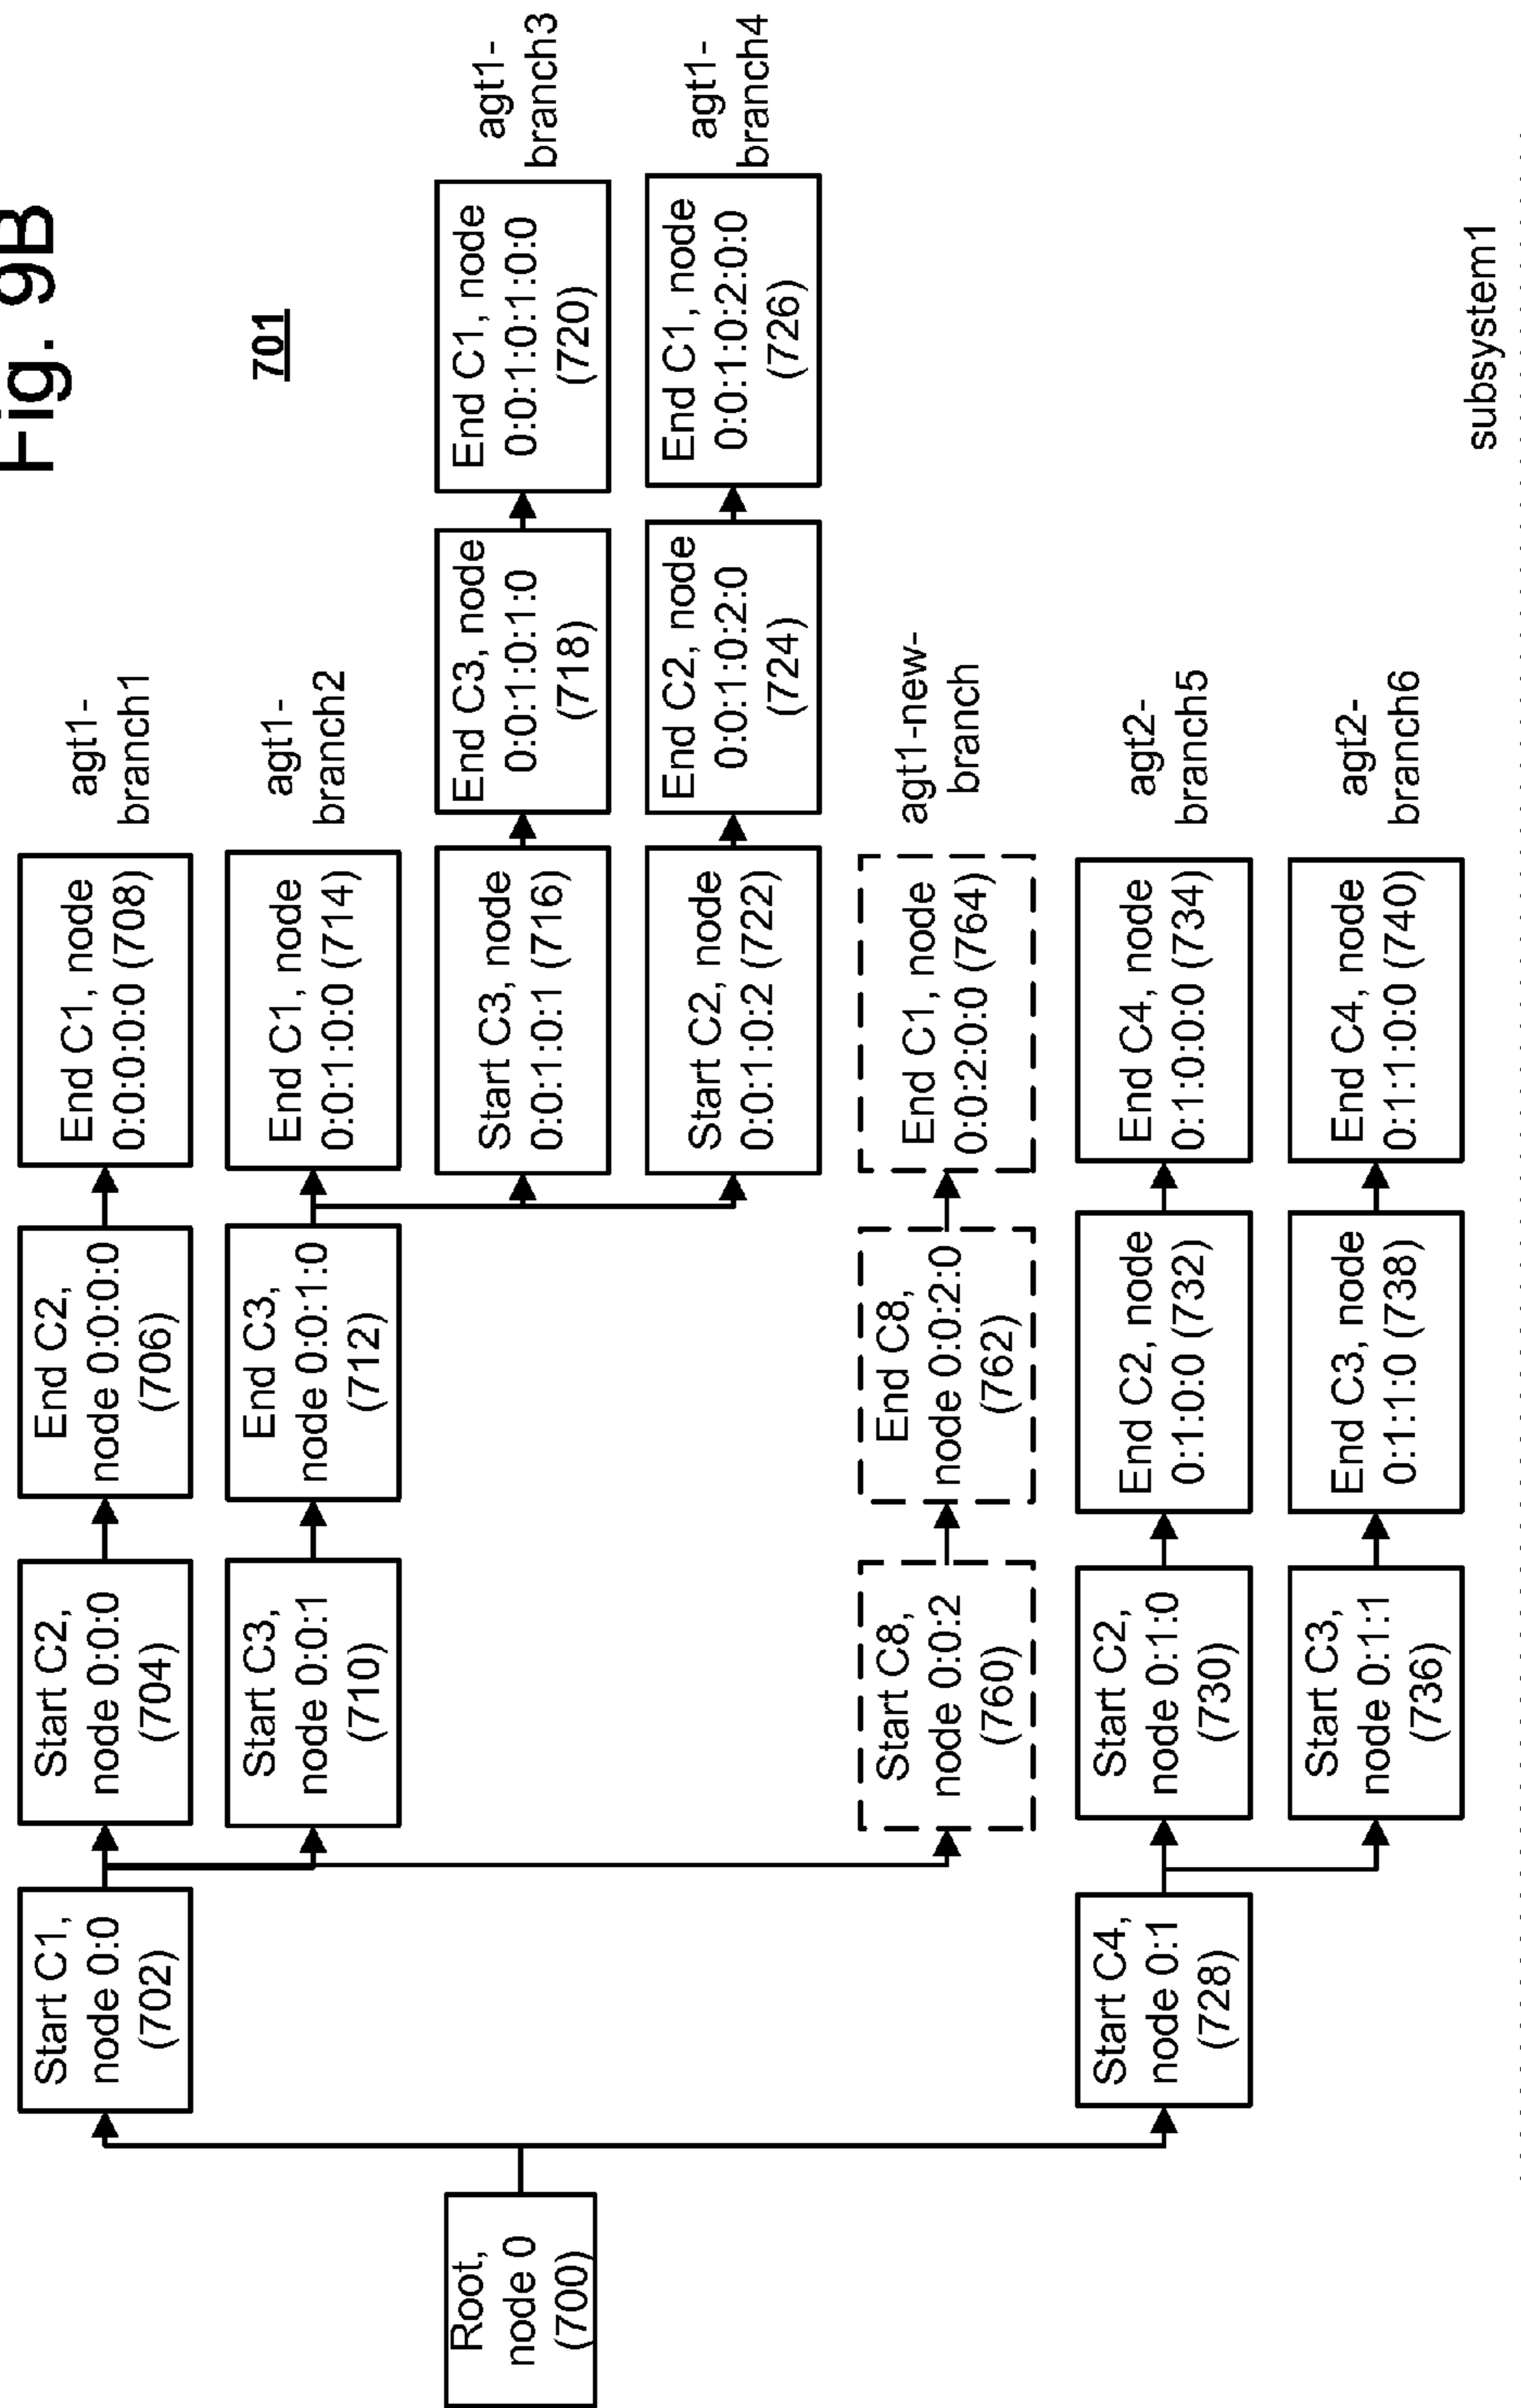 Fig. 9B
701
Root,
node 0
(700)
Start C1,
node 0:0
(702)
Start C2,
node 0:0:0
(704)
End C2,
node 0:0:0:0
(706)
End C1, node
0:0:0:0:0 (708)
agt1-
branch1
Start C3,
node 0:0:1
(710)
End C3,
node 0:0:1:0
(712)
End C1, node
0:0:1:0:0 (714)
agt1-
branch2
Start C3, node
0:0:1:0:1 (716)
End C3, node
0:0:1:0:1:0
(718)
End C1, node
0:0:1:0:1:0:0
(720)
agt1-
branch3
Start C2, node
0:0:1:0:2 (722)
End C2, node
0:0:1:0:2:0
(724)
End C1, node
0:0:1:0:2:0:0
(726)
agt1-
branch4
Start C8,
node 0:0:2
(760)
End C8,
node 0:0:2:0
(762)
End C1, node
0:0:2:0:0 (764)
agt1-new-
branch
Start C4,
node 0:1
(728)
Start C2,
node 0:1:0
(730)
End C2, node
0:1:0:0 (732)
End C4, node
0:1:0:0:0 (734)
agt2-
branch5
Start C3,
node 0:1:1
(736)
End C3, node
0:1:1:0 (738)
End C4, node
0:1:1:0:0 (740)
agt2-
branch6
subsystem1